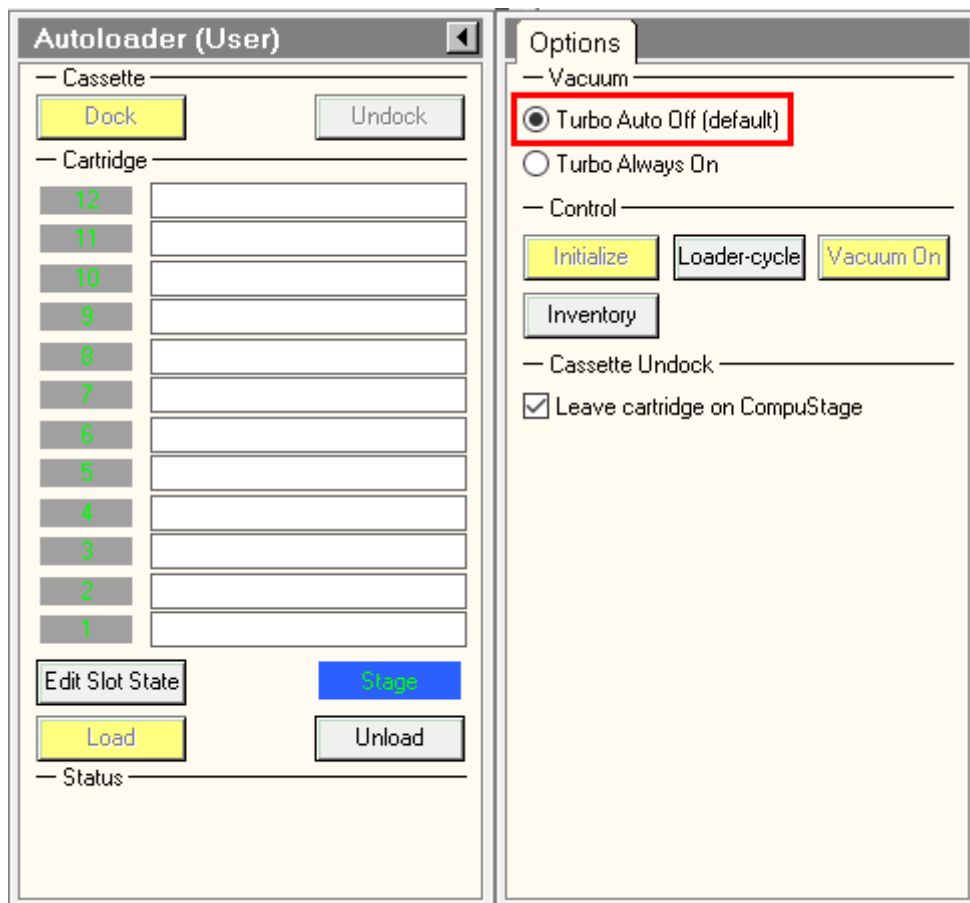 Autoloader (User)
Cassette
Dock Undock
Cartridge
12
11
10
9
8
7
6
5
4
3
2
1
Edit Slot State Stage
Load Unload
Status
Options
Vacuum
Turbo Auto Off (default)
Turbo Always On
Control
Initialize Loader-cycle Vacuum On
Inventory
Cassette Undock
Leave cartridge on CompuStage